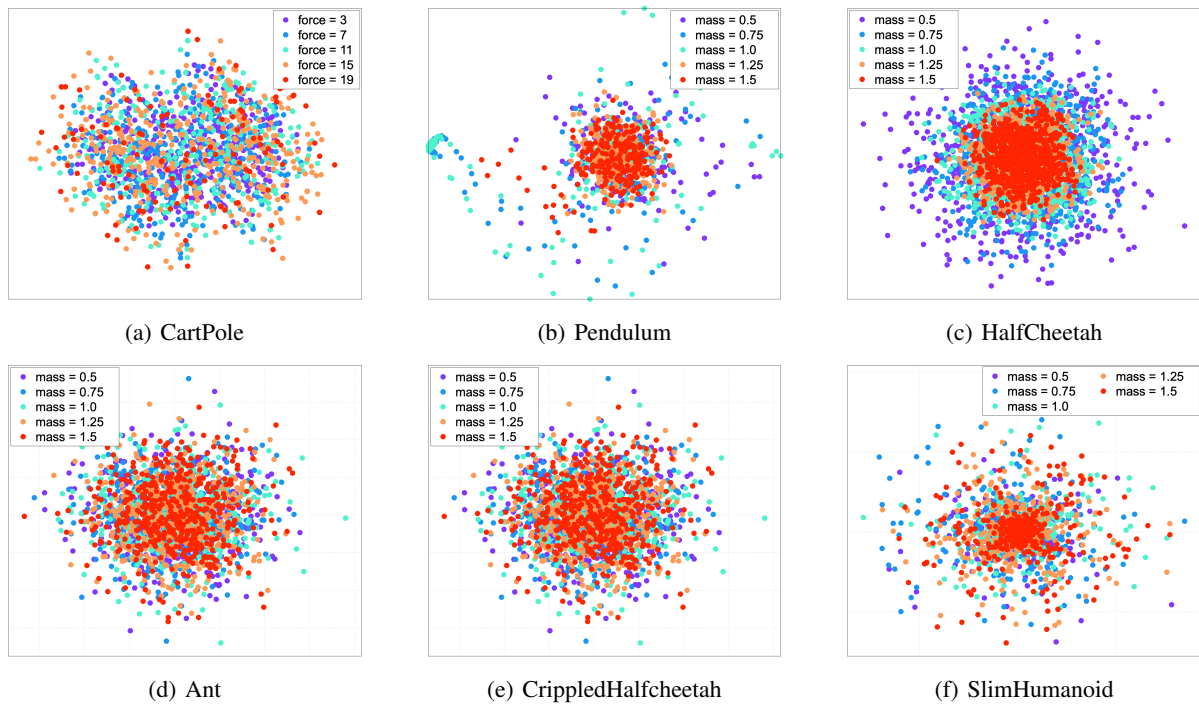 force = 3
force = 7
force = 11
force = 15
force = 19
(a) CartPole
mass = 0.5
mass = 0.75
mass = 1.0
mass = 1.25
mass = 1.5
(b) Pendulum
mass = 0.5
mass = 0.75
mass = 1.0
mass = 1.25
mass = 1.5
(c) HalfCheetah
mass = 0.5
mass = 0.75
mass = 1.0
mass = 1.25
mass = 1.5
(d) Ant
mass = 0.5
mass = 0.75
mass = 1.0
mass = 1.25
mass = 1.5
(e) CrippledHalfcheetah
mass = 0.5 mass = 1.25
mass = 0.75 mass = 1.5
mass = 1.0
(f) SlimHumanoid